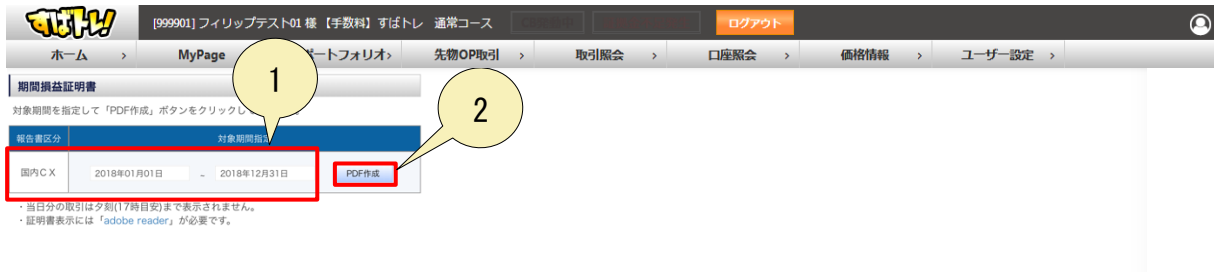 すばトレ!
[999901] フィリップテスト01 様 【手数料】すばトレ 通常コース
ログアウト
ホーム > MyPage ートフォリオ> 先物OP取引 > 取引照会 > 口座照会 > 価格情報 > ユーザー設定 >
1
2
期間損益証明書
対象期間を指定して「PDF作成」ボタンをクリックし
報告書区分 対象期間指定
国内CX 2018年01月01日 ~ 2018年12月31日 PDF作成
・当日分の取引は夕刻(17時目安)まで表示されません。
・証明書表示には「adobe reader」が必要です。